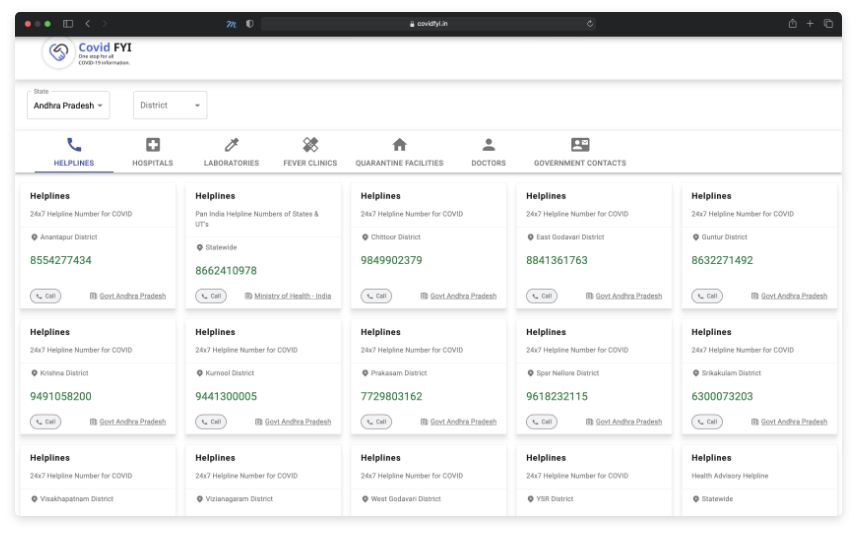 covidfyi.in
Covid FYI
One stop for all
COVID-19 information.
State
Andhra Pradesh
District
HELPLINES
HOSPITALS
LABORATORIES
FEVER CLINICS
QUARANTINE FACILITIES
DOCTORS
GOVERNMENT CONTACTS
Helplines
24x7 Helpline Number for COVID
Anantapur District
8554277434
Call
Govt Andhra Pradesh
Helplines
Pan India Helpline Numbers of States &
UT's
Statewide
8662410978
Call
Ministry of Health - India
Helplines
24x7 Helpline Number for COVID
Chittoor District
9849902379
Call
Govt Andhra Pradesh
Helplines
24x7 Helpline Number for COVID
East Godavari District
8841361763
Call
Govt Andhra Pradesh
Helplines
24x7 Helpline Number for COVID
Guntur District
8632271492
Call
Govt Andhra Pradesh
Helplines
24x7 Helpline Number for COVID
Krishna District
9491058200
Call
Govt Andhra Pradesh
Helplines
24x7 Helpline Number for COVID
Kurnool District
9441300005
Call
Govt Andhra Pradesh
Helplines
24x7 Helpline Number for COVID
Prakasam District
7729803162
Call
Govt Andhra Pradesh
Helplines
24x7 Helpline Number for COVID
Spsr Nellore District
9618232115
Call
Govt Andhra Pradesh
Helplines
24x7 Helpline Number for COVID
Srikakulam District
6300073203
Call
Govt Andhra Pradesh
Helplines
24x7 Helpline Number for COVID
Visakhapatnam District
Helplines
24x7 Helpline Number for COVID
Vizianagaram District
Helplines
24x7 Helpline Number for COVID
West Godavari District
Helplines
24x7 Helpline Number for COVID
YSR District
Helplines
Health Advisory Helpline
Statewide